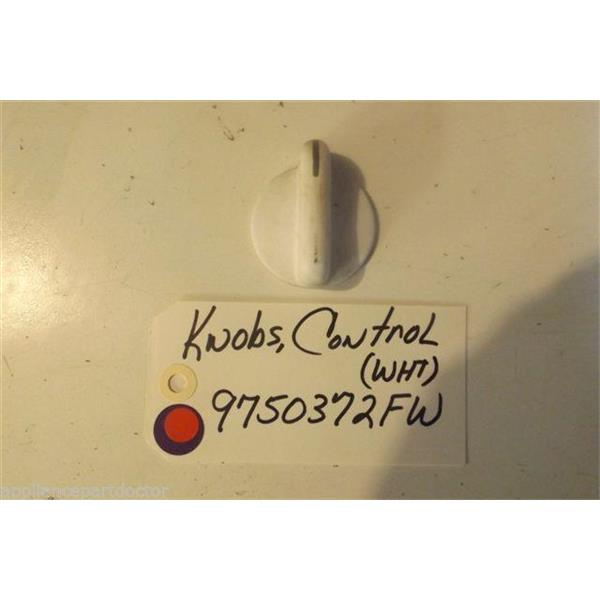 Knobs, Control
(WHT)
9750372FW
appliancepartdoctor